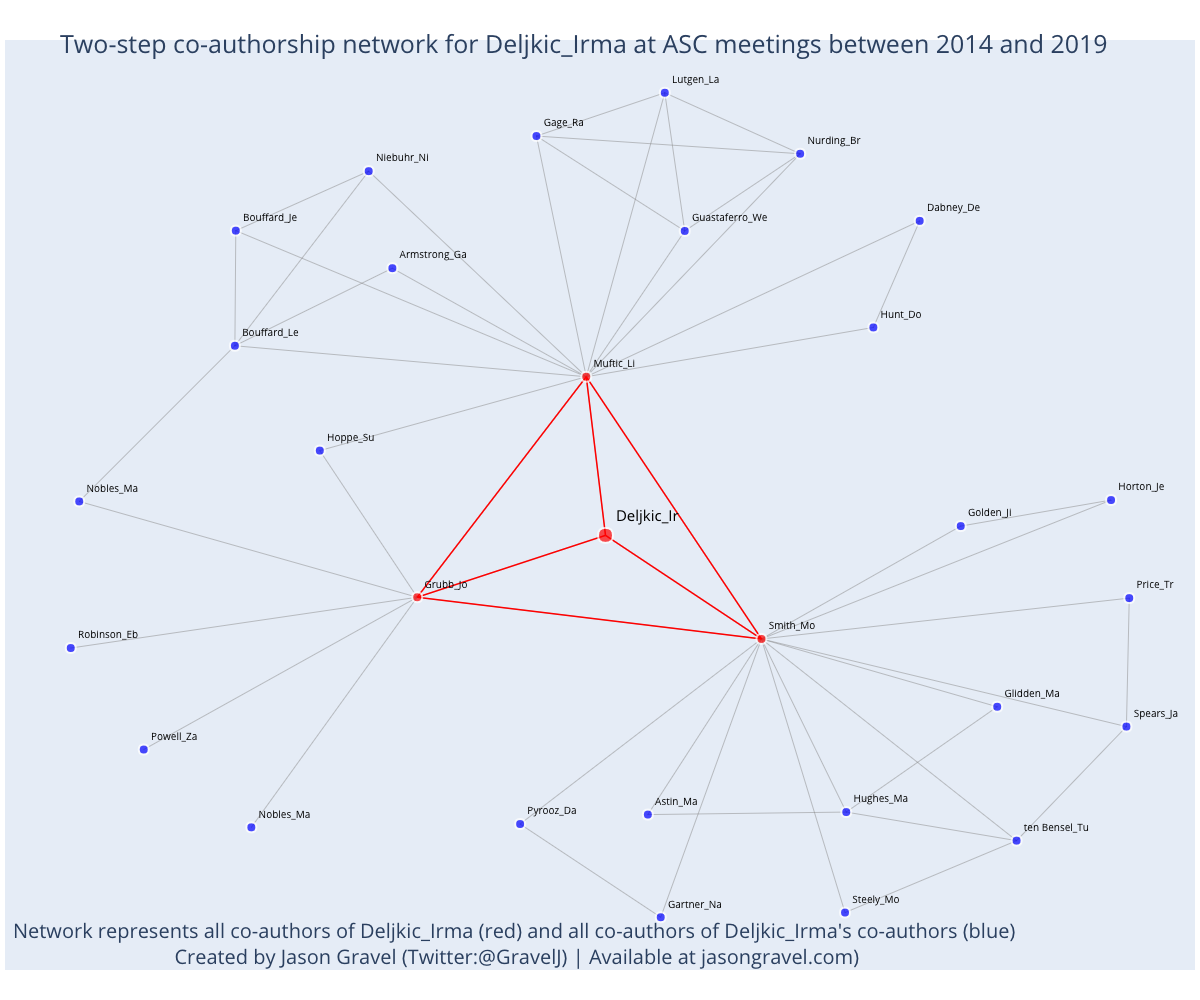 Two-step co-authorship network for Deljkic_Irma at ASC meetings between 2014 and 2019
Lutgen_La
Gage_Ra
Nurding_Br
Niebuhr_Ni
Dabney_De
Bouffard_Je
Guastaferro_We
Armstrong_Ga
Hunt_Do
Bouffard_Le
Muftic_Li
Hoppe_Su
Nobles_Ma
Horton_Je
Golden_Ji
Deljkic_Ir
Grubb_Jo
Price_Tr
Smith_Mo
Robinson_Eb
Glidden_Ma
Spears_Ja
Powell_Za
Hughes_Ma
Astin_Ma
Pyrooz_Da
Nobles_Ma
ten Bensel_Tu
Steely_Mo
Gartner_Na
Network represents all co-authors of Deljkic_Irma (red) and all co-authors of Deljkic_Irma's co-authors (blue)
Created by Jason Gravel (Twitter:@GravelJ) | Available at jasongravel.com)